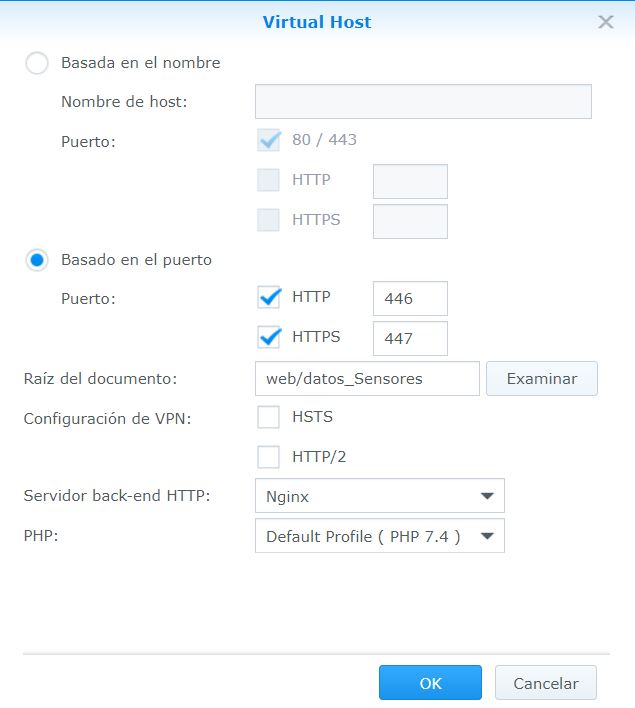 Virtual Host
Basada en el nombre
Nombre de host:
Puerto: 80 / 443
HTTP
HTTPS
Basado en el puerto
Puerto: HTTP 446
HTTPS 447
Raíz del documento: web/datos_Sensores Examinar
Configuración de VPN: HSTS
HTTP/2
Servidor back-end HTTP: Nginx
PHP: Default Profile ( PHP 7.4 )
OK Cancelar